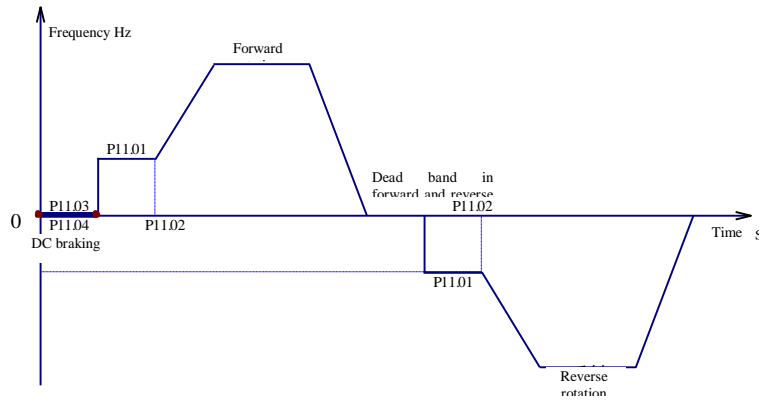 Frequency Hz
Forward
P11.01
Dead band in
forward and reverse
P11.03
P11.02
0
P11.04
P11.02
DC braking
Time S
P11.01
Reverse
rotation